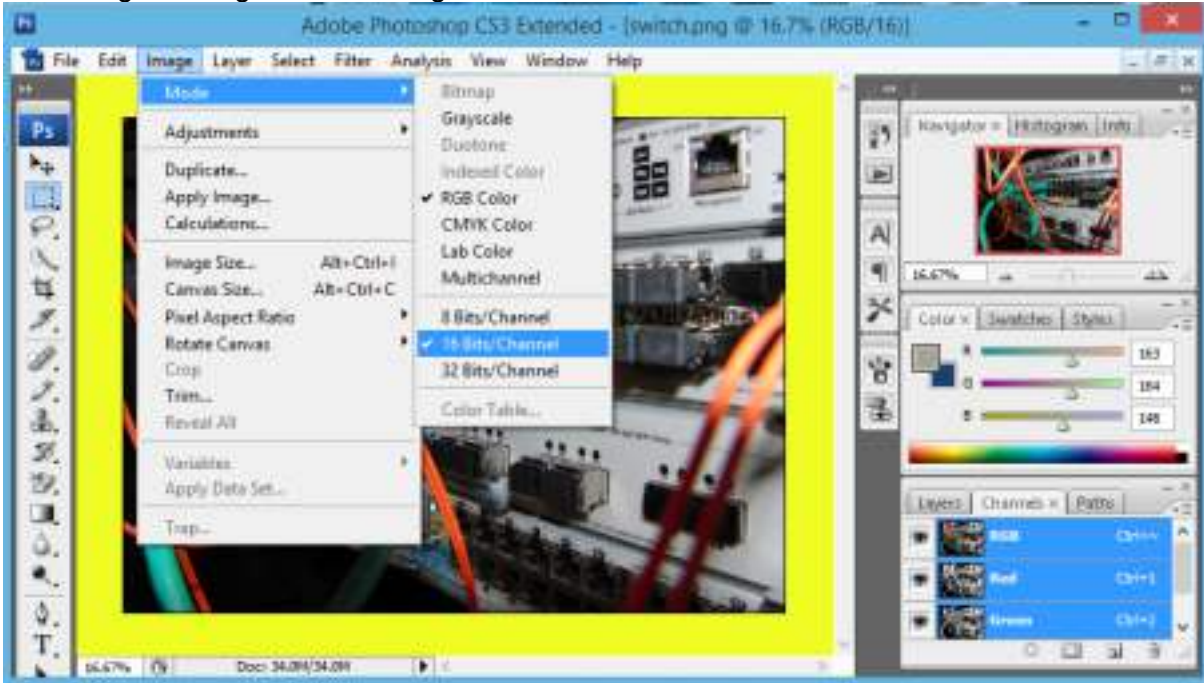 Adobe Photoshop CS3 Extended - [switch.png @ 16.7% (RGB/16)]
File Edit Image Layer Select Filter Analysis View Window Help
Mode
Adjustments
Duplicate...
Apply Image...
Calculations...
Image Size... Alt+Ctrl+I
Canvas Size... Alt+Ctrl+C
Pixel Aspect Ratio
Rotate Canvas
Crop
Trim...
Reveal All
Variables
Apply Data Set...
Trap...
Bitmap
Grayscale
Duotone
Indexed Color
RGB Color
CMYK Color
Lab Color
Multichannel
8 Bits/Channel
16 Bits/Channel
32 Bits/Channel
Color Table...
Ps
Navigator x Histogram Info
16.67%
Color x Swatches Styles
R 163
G 164
B 146
Layers Channels x Paths
RGB Ctrl+~
Red Ctrl+1
Green Ctrl+2
16.67% Doc: 34.0M/34.0M